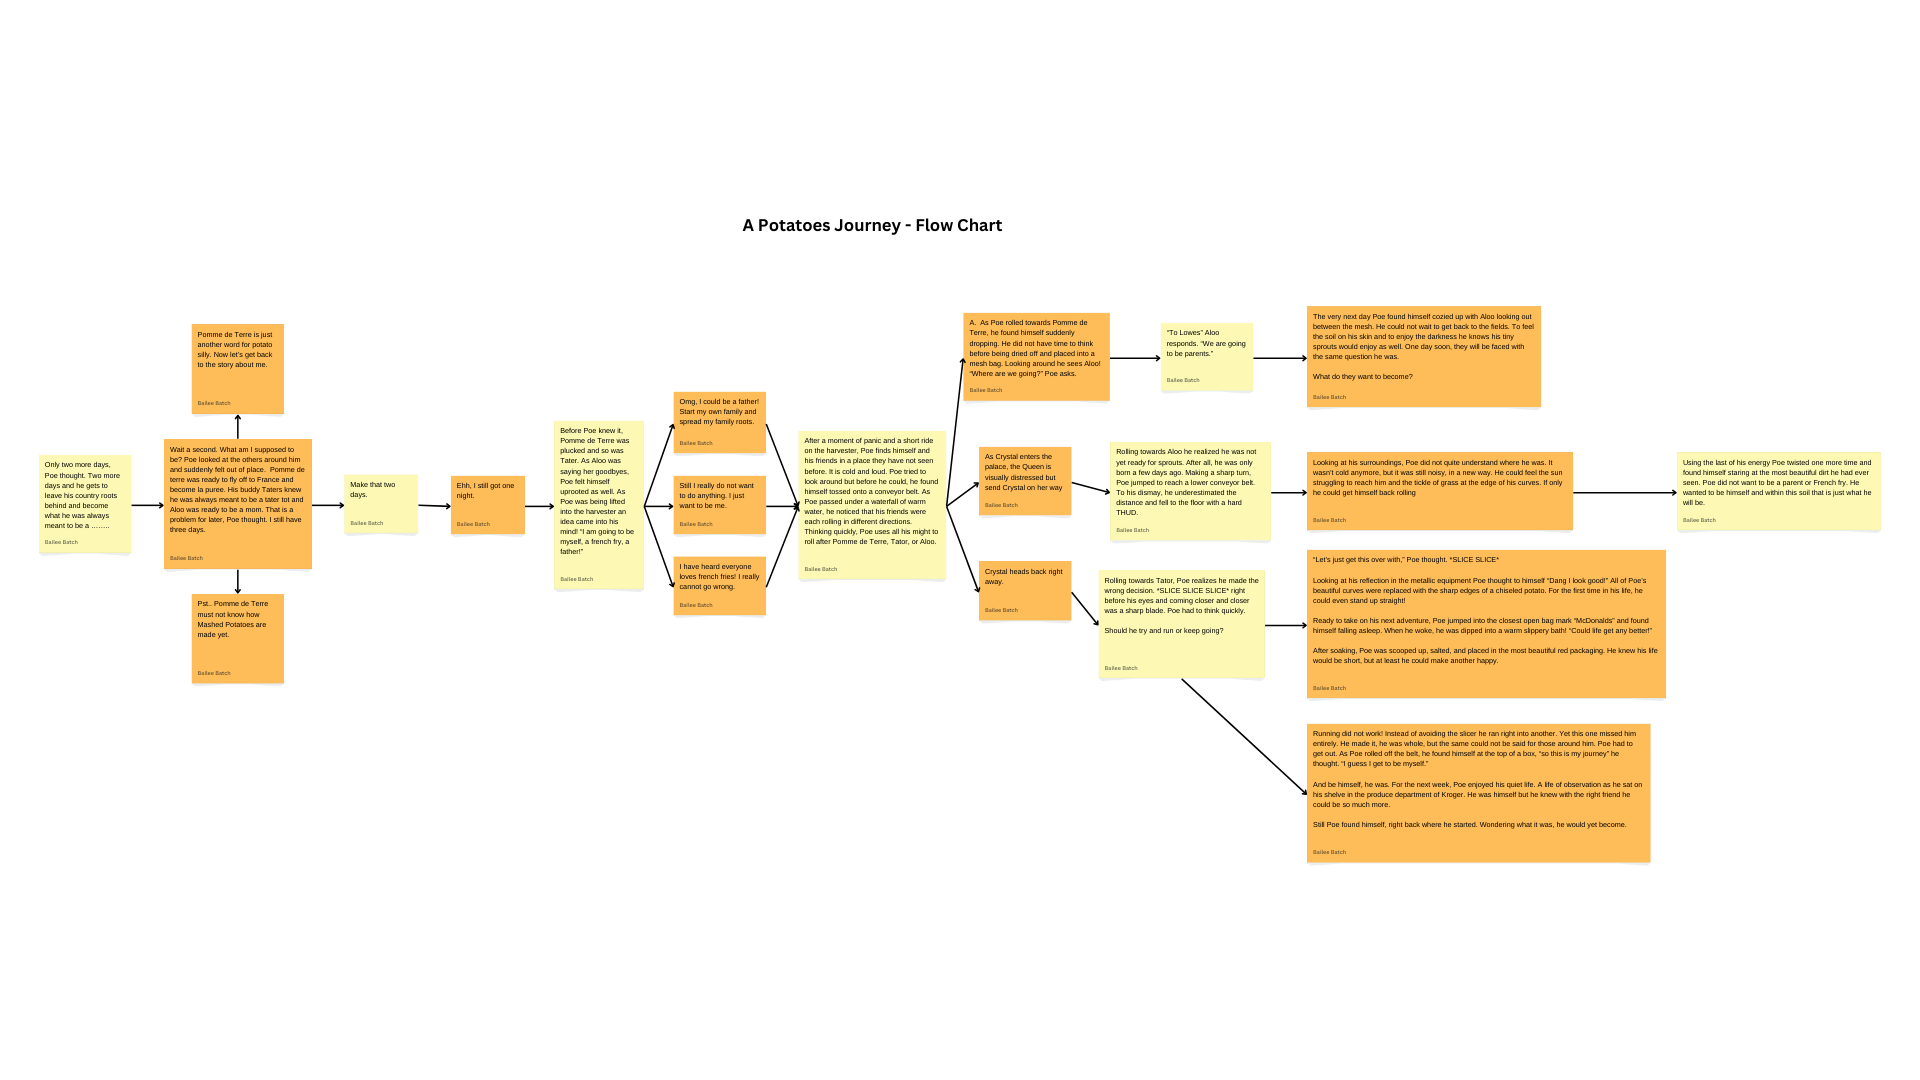 A Potatoes Journey - Flow Chart
Only two more days,
Poe thought. Two more
days and he gets to
leave his country roots
behind and become
what he was always
meant to be a ........
Bailee Batch
Pomme de Terre is just
another word for potato
silly. Now let's get back
to the story about me.
Bailee Batch
Wait a second. What am I supposed to
be? Poe looked at the others around him
and suddenly felt out of place.  Pomme de
terre was ready to fly off to France and
become la puree. His buddy Taters knew
he was always meant to be a tater tot and
Aloo was ready to be a mom. That is a
problem for later, Poe thought. I still have
three days.
Bailee Batch
Pst.. Pomme de Terre
must not know how
Mashed Potatoes are
made yet.
Bailee Batch
Make that two
days.
Bailee Batch
Ehh, I still got one
night.
Bailee Batch
Before Poe knew it,
Pomme de Terre was
plucked and so was
Tater. As Aloo was
saying her goodbyes,
Poe felt himself
uprooted as well. As
Poe was being lifted
into the harvester an
idea came into his
mind! "I am going to be
myself, a french fry, a
father!"
Bailee Batch
Omg, I could be a father!
Start my own family and
spread my family roots.
Bailee Batch
Still I really do not want
to do anything. I just
want to be me.
Bailee Batch
I have heard everyone
loves french fries! I really
cannot go wrong.
Bailee Batch
After a moment of panic and a short ride
on the harvester, Poe finds himself and
his friends in a place they have not seen
before. It is cold and loud. Poe tried to
look around but before he could, he found
himself tossed onto a conveyor belt. As
Poe passed under a waterfall of warm
water, he noticed that his friends were
each rolling in different directions.
Thinking quickly, Poe uses all his might to
roll after Pomme de Terre, Tator, or Aloo.
Bailee Batch
A.  As Poe rolled towards Pomme de
Terre, he found himself suddenly
dropping. He did not have time to think
before being dried off and placed into a
mesh bag. Looking around he sees Aloo!
"Where are we going?" Poe asks.
Bailee Batch
"To Lowes" Aloo
responds. "We are going
to be parents."
Bailee Batch
The very next day Poe found himself cozied up with Aloo looking out
between the mesh. He could not wait to get back to the fields. To feel
the soil on his skin and to enjoy the darkness he knows his tiny
sprouts would enjoy as well. One day soon, they will be faced with
the same question he was.
What do they want to become?
Bailee Batch
As Crystal enters the
palace, the Queen is
visually distressed but
send Crystal on her way
Bailee Batch
Rolling towards Aloo he realized he was not
yet ready for sprouts. After all, he was only
born a few days ago. Making a sharp turn,
Poe jumped to reach a lower conveyor belt.
To his dismay, he underestimated the
distance and fell to the floor with a hard
THUD.
Bailee Batch
Looking at his surroundings, Poe did not quite understand where he was. It
wasn't cold anymore, but it was still noisy, in a new way. He could feel the sun
struggling to reach him and the tickle of grass at the edge of his curves. If only
he could get himself back rolling
Bailee Batch
Using the last of his energy Poe twisted one more time and
found himself staring at the most beautiful dirt he had ever
seen. Poe did not want to be a parent or French fry. He
wanted to be himself and within this soil that is just what he
will be.
Bailee Batch
Crystal heads back right
away.
Bailee Batch
Rolling towards Tator, Poe realizes he made the
wrong decision. *SLICE SLICE SLICE* right
before his eyes and coming closer and closer
was a sharp blade. Poe had to think quickly.
Should he try and run or keep going?
Bailee Batch
"Let's just get this over with," Poe thought. *SLICE SLICE*
Looking at his reflection in the metallic equipment Poe thought to himself "Dang I look good!" All of Poe's
beautiful curves were replaced with the sharp edges of a chiseled potato. For the first time in his life, he
could even stand up straight!
Ready to take on his next adventure, Poe jumped into the closest open bag mark "McDonalds" and found
himself falling asleep. When he woke, he was dipped into a warm slippery bath! "Could life get any better!"
After soaking, Poe was scooped up, salted, and placed in the most beautiful red packaging. He knew his life
would be short, but at least he could make another happy.
Bailee Batch
Running did not work! Instead of avoiding the slicer he ran right into another. Yet this one missed him
entirely. He made it, he was whole, but the same could not be said for those around him. Poe had to
get out. As Poe rolled off the belt, he found himself at the top of a box, "so this is my journey" he
thought. "I guess I get to be myself."
And be himself, he was. For the next week, Poe enjoyed his quiet life. A life of observation as he sat on
his shelve in the produce department of Kroger. He was himself but he knew with the right friend he
could be so much more.
Still Poe found himself, right back where he started. Wondering what it was, he would yet become.
Bailee Batch